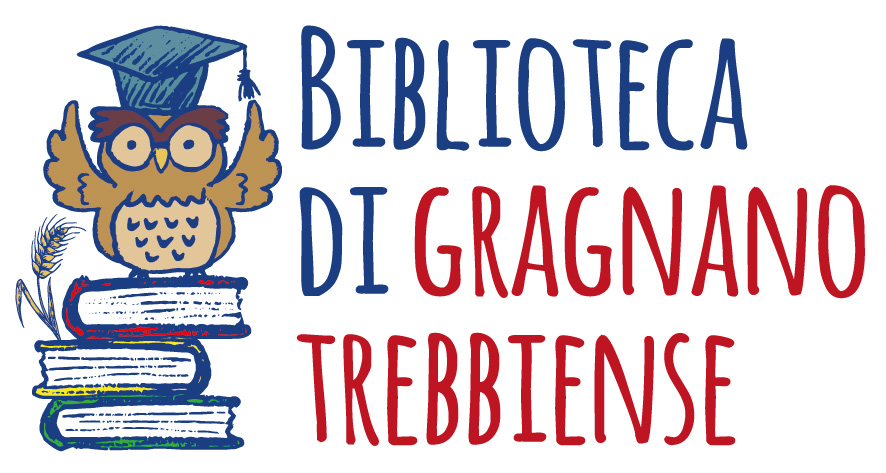 BIBLIOTECA
DI GRAGNANO
TREBBIENSE